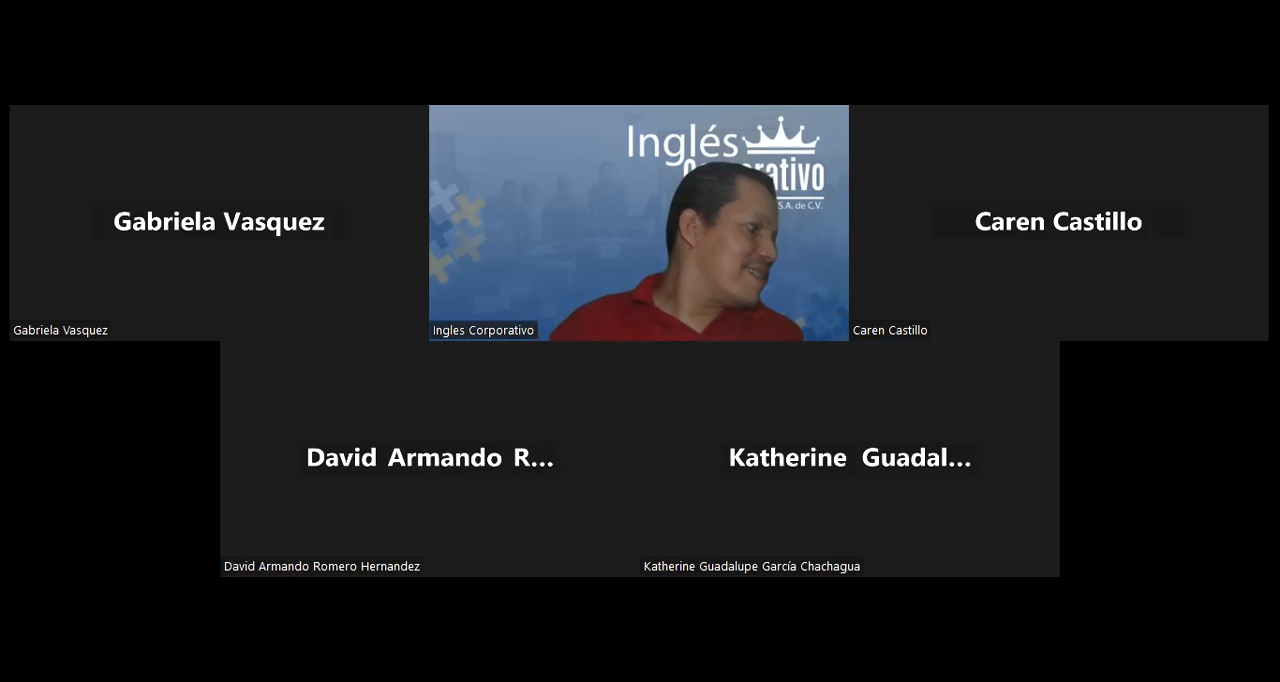 Gabriela Vasquez
Gabriela Vasquez
Inglés
S.A. de C.V.
Ingles Corporativo
Caren Castillo
Caren Castillo
David Armando R...
David Armando Romero Hernandez
Katherine Guadal...
Katherine Guadalupe García Chachagua